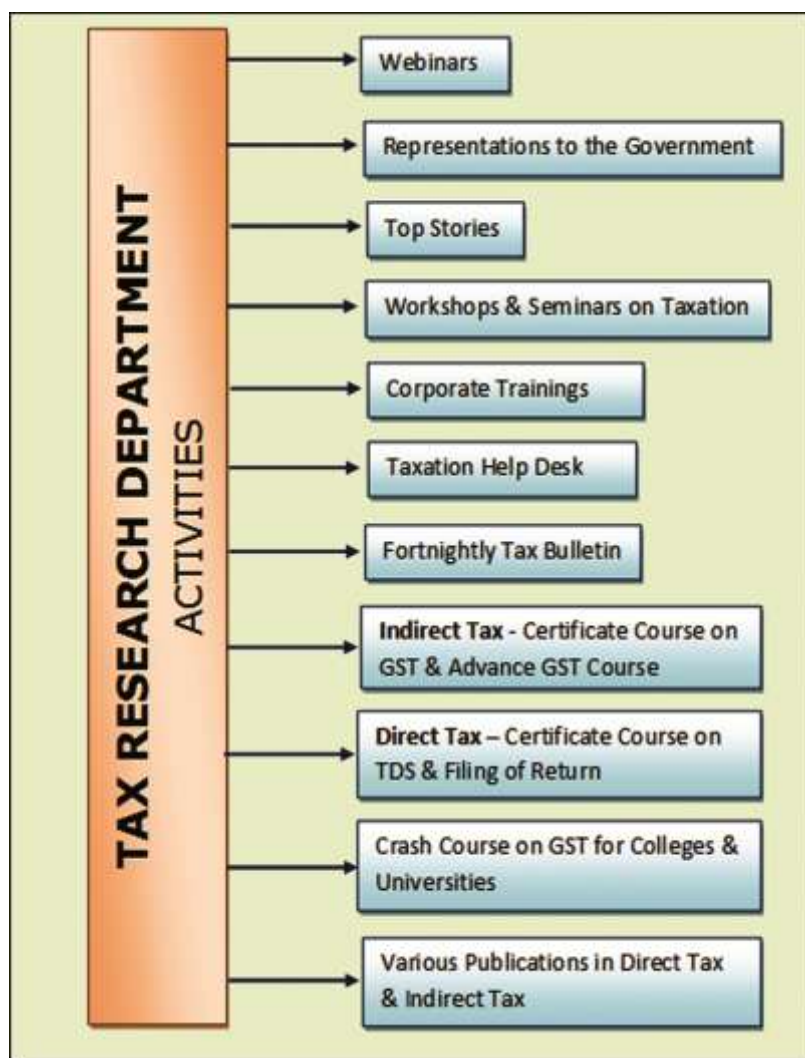 TAX RESEARCH DEPARTMENT
ACTIVITIES
Webinars
Representations to the Government
Top Stories
Workshops & Seminars on Taxation
Corporate Trainings
Taxation Help Desk
Fortnightly Tax Bulletin
Indirect Tax - Certificate Course on
GST & Advance GST Course
Direct Tax – Certificate Course on
TDS & Filing of Return
Crash Course on GST for Colleges &
Universities
Various Publications in Direct Tax
& Indirect Tax